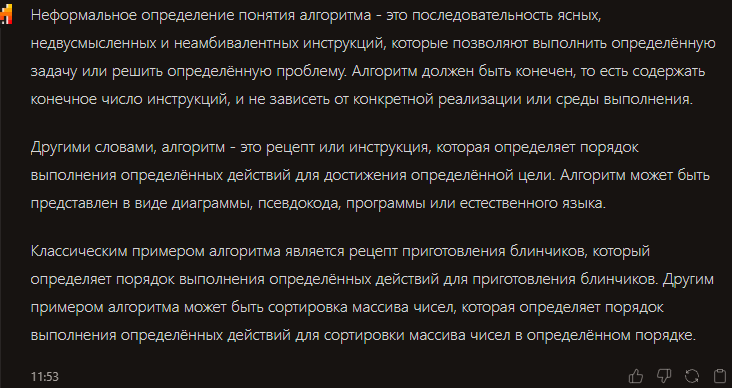 Неформальное определение понятия алгоритма - это последовательность ясных,
недвусмысленных и неамбивалентных инструкций, которые позволяют выполнить определённую
задачу или решить определённую проблему. Алгоритм должен быть конечен, то есть содержать
конечное число инструкций, и не зависеть от конкретной реализации или среды выполнения.
Другими словами, алгоритм - это рецепт или инструкция, которая определяет порядок
выполнения определённых действий для достижения определённой цели. Алгоритм может быть
представлен в виде диаграммы, псевдокода, программы или естественного языка.
Классическим примером алгоритма является рецепт приготовления блинчиков, который
определяет порядок выполнения определённых действий для приготовления блинчиков. Другим
примером алгоритма может быть сортировка массива чисел, которая определяет порядок
выполнения определённых действий для сортировки массива чисел в определённом порядке.
11:53